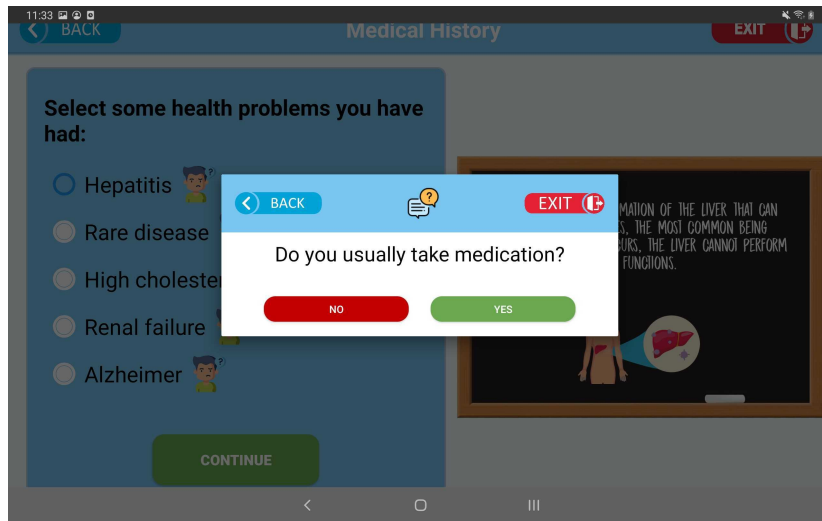 11:33
BACK
Medical History
EXIT
Select some health problems you have
had:
Hepatitis
Rare disease
High choleste
Renal failure
Alzheimer
CONTINUE
BACK
EXIT
Do you usually take medication?
NO
YES
MATION OF THE LIVER THAT CAN
S, THE MOST COMMON BEING
URS, THE LIVER CANNOT PERFORM
FUNCTIONS.